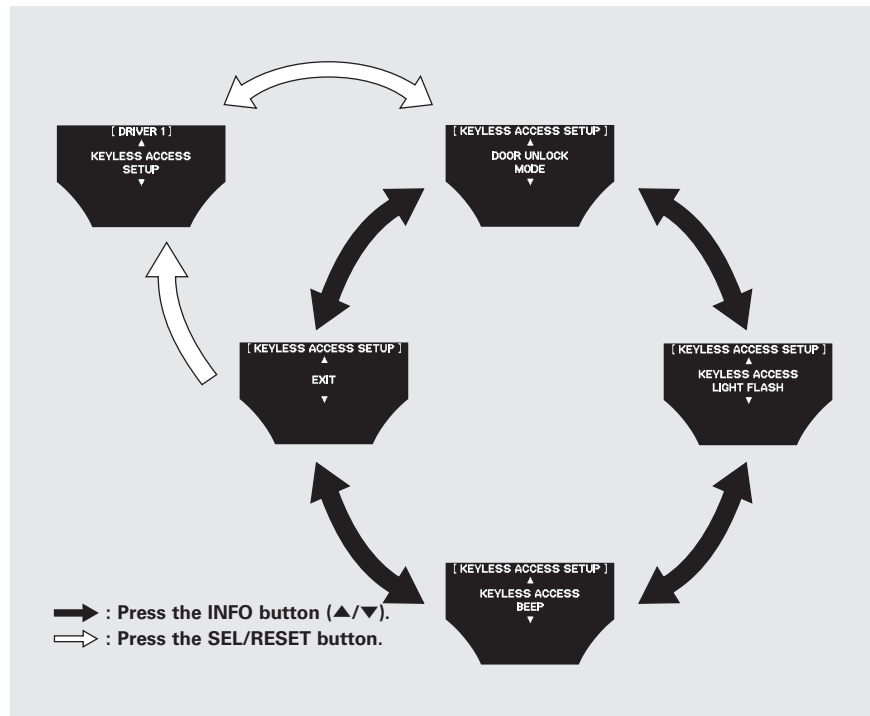 [ DRIVER 1 ]
▲
KEYLESS ACCESS
SETUP
▼
[ KEYLESS ACCESS SETUP ]
▲
DOOR UNLOCK
MODE
▼
[ KEYLESS ACCESS SETUP ]
▲
EXIT
▼
[ KEYLESS ACCESS SETUP ]
▲
KEYLESS ACCESS
LIGHT FLASH
▼
[ KEYLESS ACCESS SETUP ]
▲
KEYLESS ACCESS
BEEP
▼
: Press the INFO button (▲/▼).
: Press the SEL/RESET button.